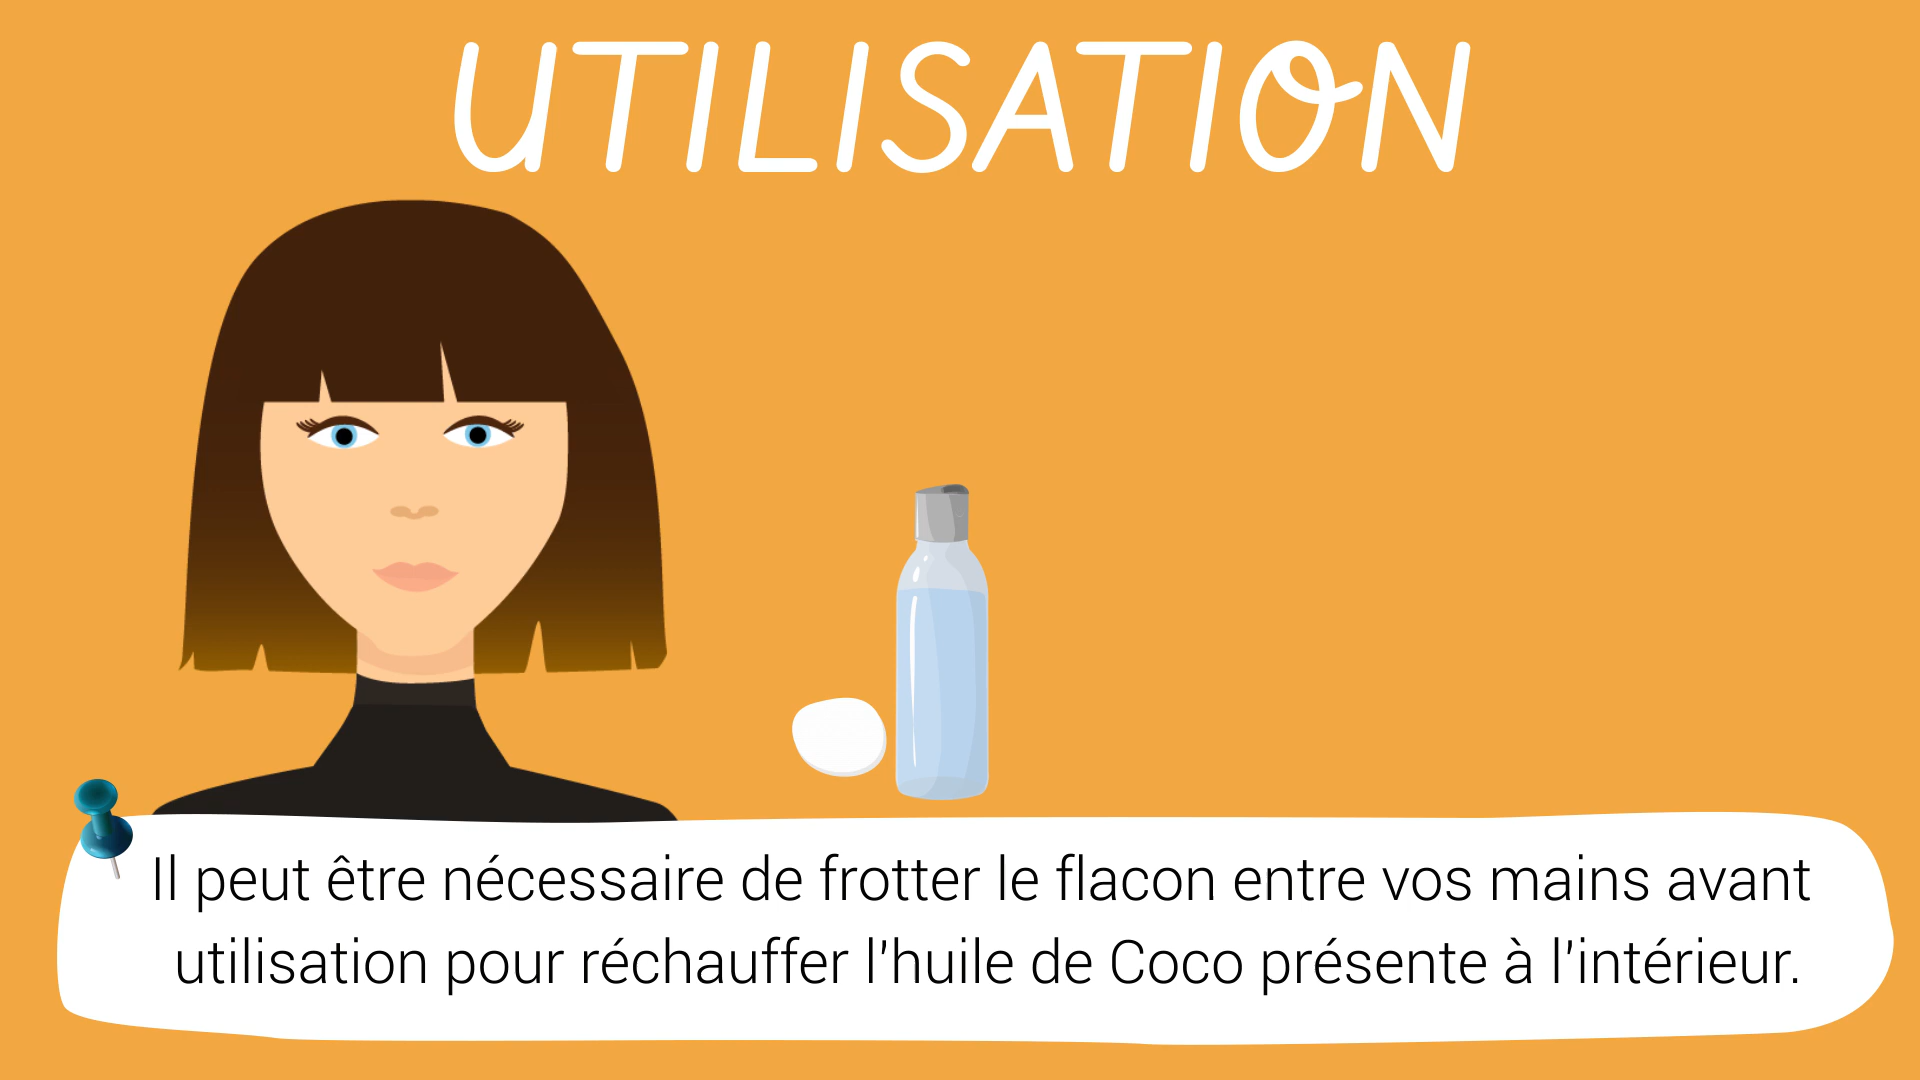 UTILISATION
Il peut être nécessaire de frotter le flacon entre vos mains avant
utilisation pour réchauffer l'huile de Coco présente à l'intérieur.